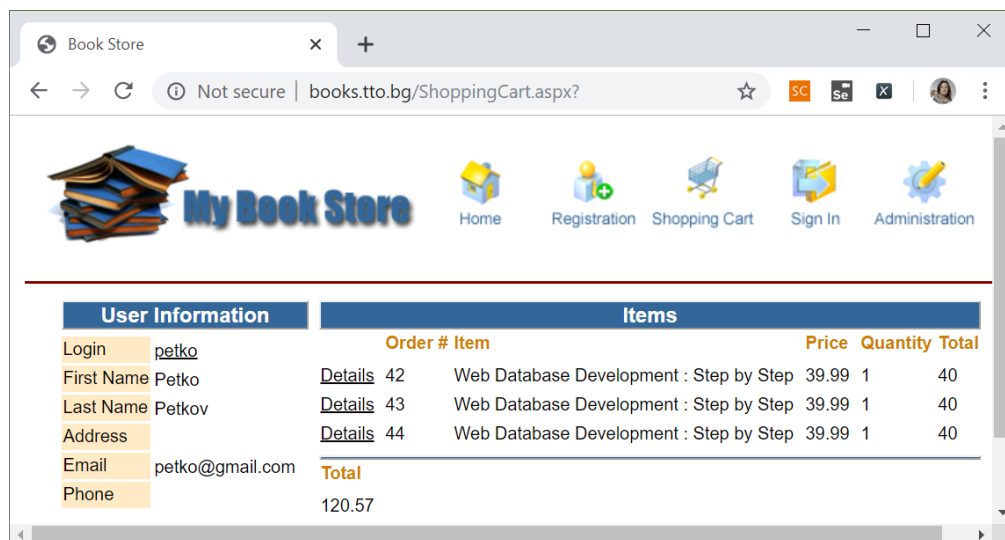 Book Store
Not secure | books.tto.bg/ShoppingCart.aspx?
SC
Se
X
My Book Store
Home
Registration
Shopping Cart
Sign In
Administration
User Information
Login petko
First Name Petko
Last Name Petkov
Address
Email petko@gmail.com
Phone
Items
Order # Item Price Quantity Total
Details 42 Web Database Development : Step by Step 39.99 1 40
Details 43 Web Database Development : Step by Step 39.99 1 40
Details 44 Web Database Development : Step by Step 39.99 1 40
Total
120.57